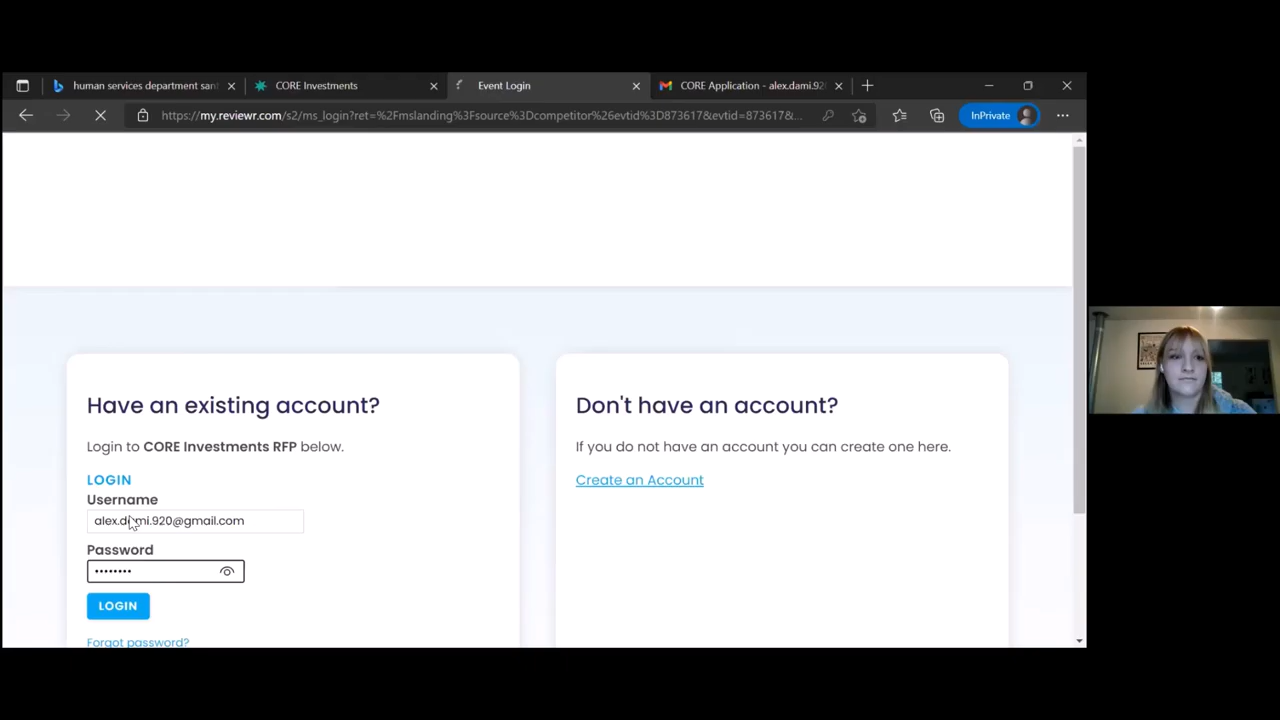 human services department sant
CORE Investments
Event Login
CORE Application - alex.dami.92
https://my.reviewr.com/s2/ms_login?ret=%2Fmslanding%3Fsource%3Dcompetitor%26evtid%3D873617&evtid=873617&...
InPrivate
Have an existing account?
Login to CORE Investments RFP below.
LOGIN
Username
alex.dami.920@gmail.com
Password
LOGIN
Forgot password?
Don't have an account?
If you do not have an account you can create one here.
Create an Account